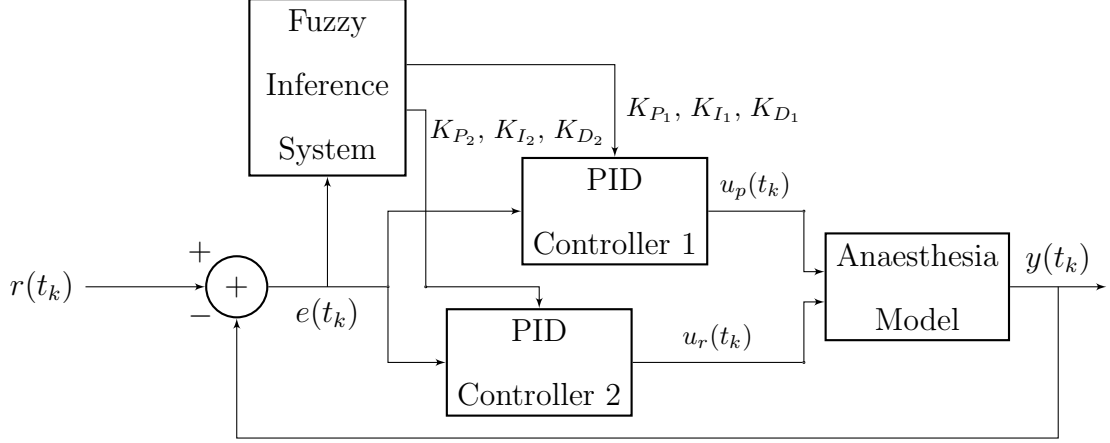 Fuzzy
Inference
System
K_{P_1}, K_{I_1}, K_{D_1}
K_{P_2}, K_{I_2}, K_{D_2}
PID
Controller 1
u_p(t_k)
r(t_k)
+
−
+
e(t_k)
PID
Controller 2
u_r(t_k)
Anaesthesia
Model
y(t_k)